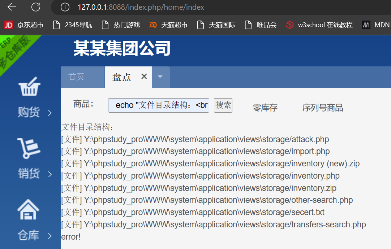 127.0.0.1:8088/index.php/home/index
京东商城 2345导航 热门游戏 天猫超市 天猫国际 唯品会 w3school 在线教程 MDN
某某集团公司
首页 盘点
购货
销货
仓库
商品: echo "文件目录结构：<br 搜索 零库存 序列号商品
文件目录结构：
[文件] Y:\phpstudy_pro\WWW\system\application\views\storage/attack.php
[文件] Y:\phpstudy_pro\WWW\system\application\views\storage/import.php
[文件] Y:\phpstudy_pro\WWW\system\application\views\storage/inventory (new).zip
[文件] Y:\phpstudy_pro\WWW\system\application\views\storage/inventory.php
[文件] Y:\phpstudy_pro\WWW\system\application\views\storage/inventory.zip
[文件] Y:\phpstudy_pro\WWW\system\application\views\storage/other-search.php
[文件] Y:\phpstudy_pro\WWW\system\application\views\storage/secert.txt
[文件] Y:\phpstudy_pro\WWW\system\application\views\storage/transfers-search.php
error!